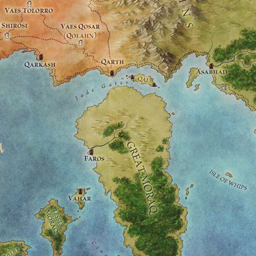 VAES TOLORRO
VAES QOSAR
(QOLAHN)
SHIROSI
QARKASH
QARTH
ASABHAD
Jade Gates
FAROS
GREAT MORAQ
ISLE OF WHIPS
VAHAR